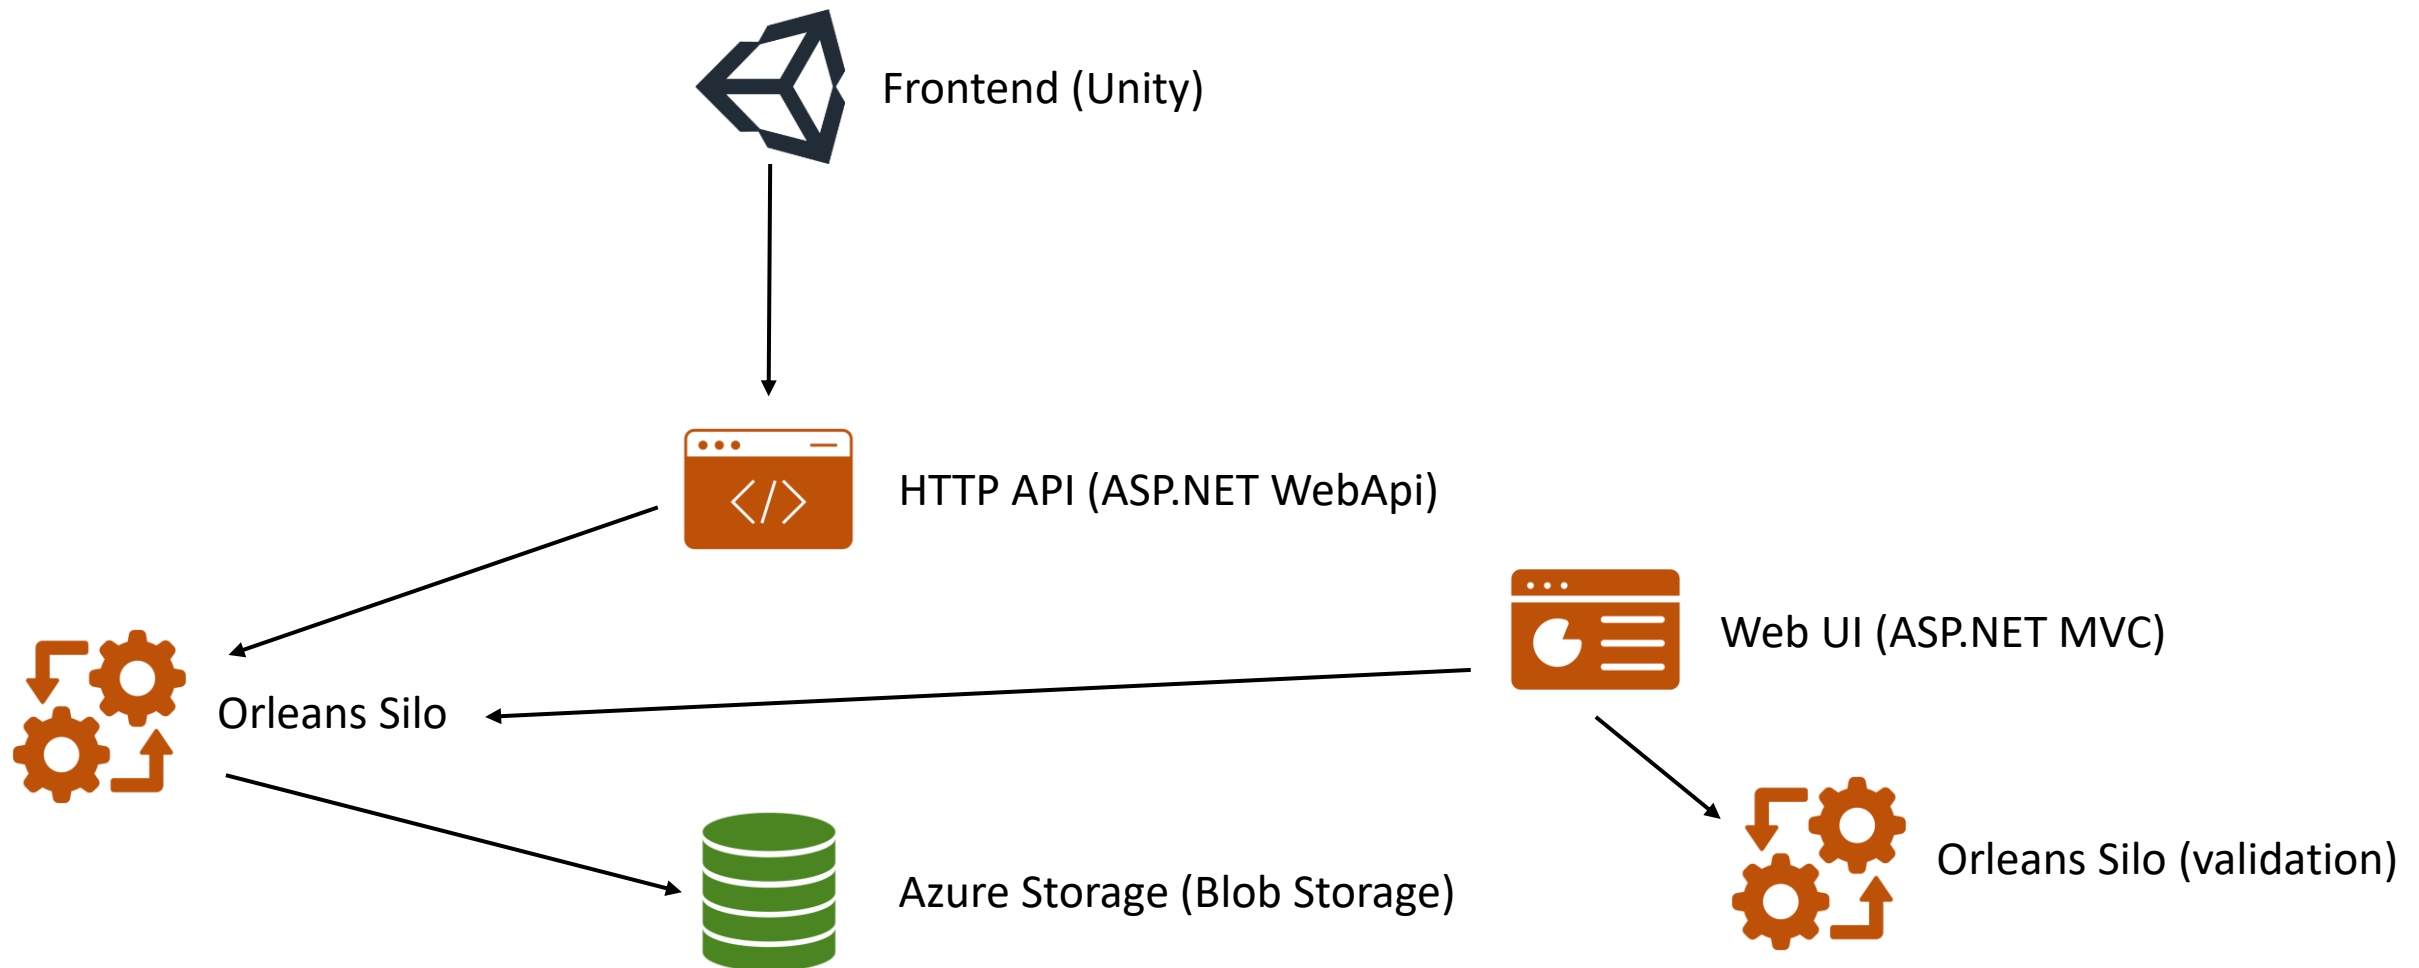 Frontend (Unity)
HTTP API (ASP.NET WebApi)
Web UI (ASP.NET MVC)
Orleans Silo
Orleans Silo (validation)
Azure Storage (Blob Storage)